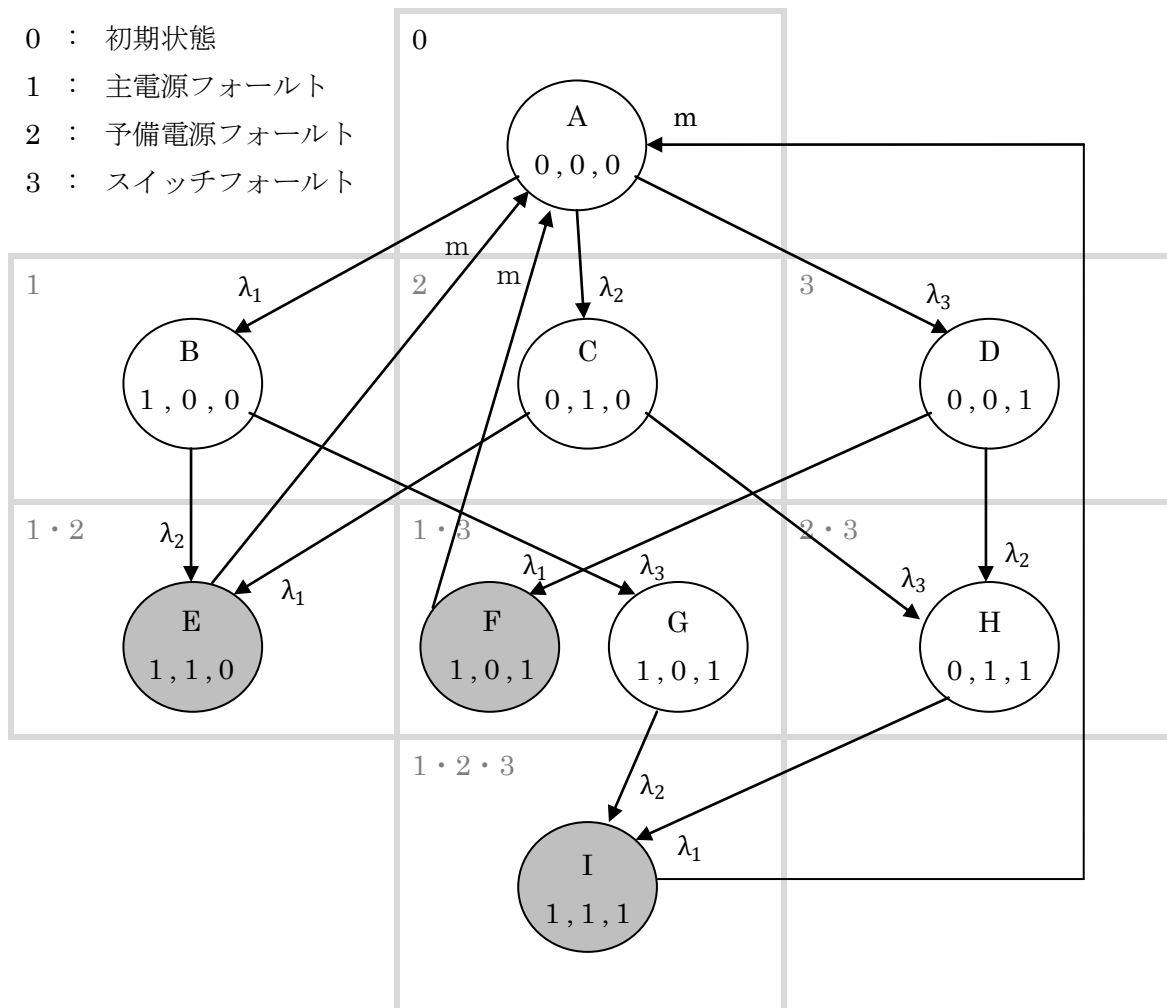 0 : 初期状態
1 : 主電源フォールト
2 : 予備電源フォールト
3 : スイッチフォールト
0
A
0 , 0 , 0
m
m
m
1
2
3
λ₁
λ₂
λ₃
B
1 , 0 , 0
C
0 , 1 , 0
D
0 , 0 , 1
1・2
1・3
2・3
λ₂
λ₁
λ₁
λ₃
λ₃
λ₂
E
1 , 1 , 0
F
1 , 0 , 1
G
1 , 0 , 1
H
0 , 1 , 1
1・2・3
λ₂
λ₁
I
1 , 1 , 1